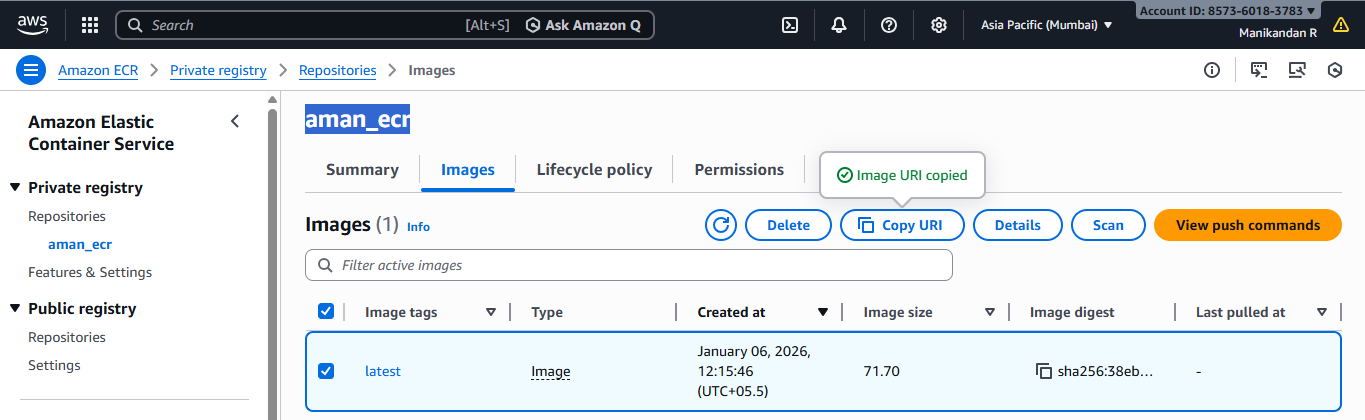 aws
Search
[Alt+S]
Ask Amazon Q
Asia Pacific (Mumbai)
Account ID: 8573-6018-3783
Manikandan R
Amazon ECR
Private registry
Repositories
Images
Amazon Elastic
Container Service
Private registry
Repositories
aman_ecr
Features & Settings
Public registry
Repositories
Settings
aman_ecr
Summary
Images
Lifecycle policy
Permissions
Image URI copied
Images (1)
Info
Delete
Copy URI
Details
Scan
View push commands
Filter active images
Image tags
Type
Created at
Image size
Image digest
Last pulled at
latest
Image
January 06, 2026,
12:15:46
(UTC+05.5)
71.70
sha256:38eb...
-